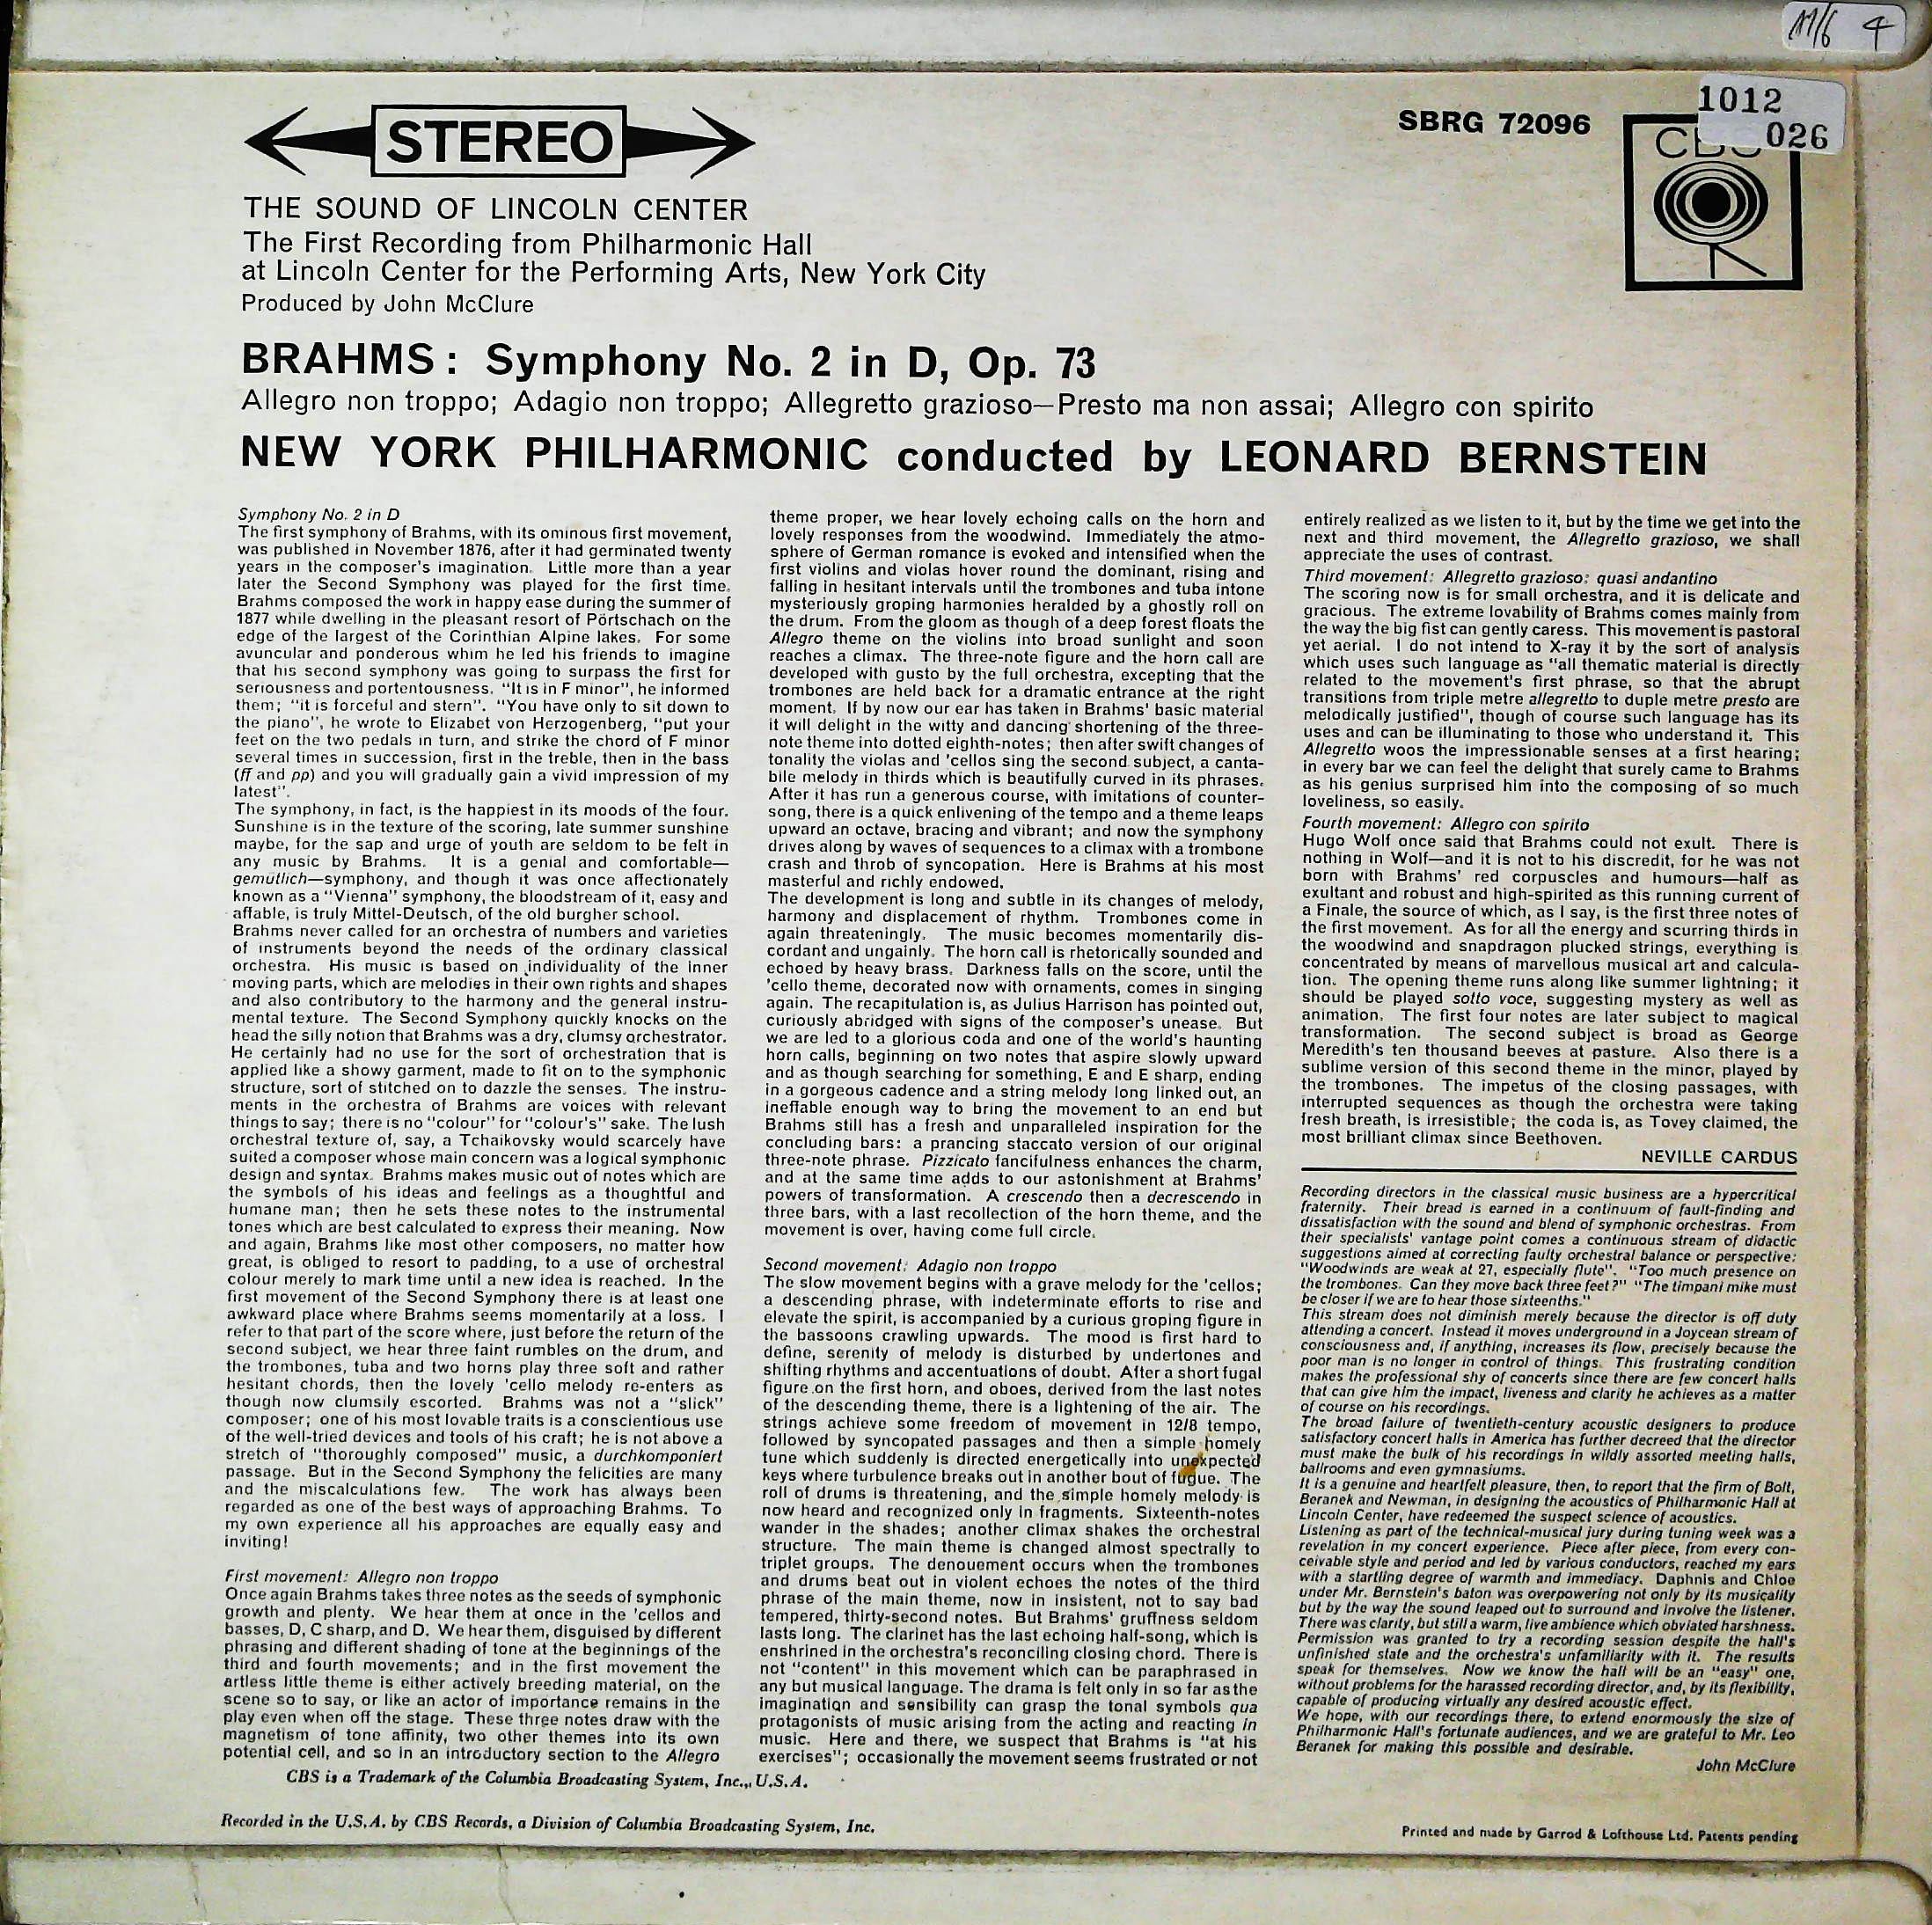 11/6 4
1012
026
STEREO
SBRG 72096
THE SOUND OF LINCOLN CENTER
The First Recording from Philharmonic Hall
at Lincoln Center for the Performing Arts, New York City
Produced by John McClure
BRAHMS: Symphony No. 2 in D, Op. 73
Allegro non troppo; Adagio non troppo; Allegretto grazioso—Presto ma non assai; Allegro con spirito
NEW YORK PHILHARMONIC conducted by LEONARD BERNSTEIN
Symphony No. 2 in D
The first symphony of Brahms, with its ominous first movement,
was published in November 1876, after it had germinated twenty
years in the composer's imagination. Little more than a year
later the Second Symphony was played for the first time.
Brahms composed the work in happy ease during the summer of
1877 while dwelling in the pleasant resort of Pörtschach on the
edge of the largest of the Corinthian Alpine lakes. For some
avuncular and ponderous whim he led his friends to imagine
that his second symphony was going to surpass the first for
seriousness and portentousness. "It is in F minor", he informed
them; "it is forceful and stern". "You have only to sit down to
the piano", he wrote to Elizabet von Herzogenberg, "put your
feet on the two pedals in turn, and strike the chord of F minor
several times in succession, first in the treble, then in the bass
(ff and pp) and you will gradually gain a vivid impression of my
latest".
The symphony, in fact, is the happiest in its moods of the four.
Sunshine is in the texture of the scoring, late summer sunshine
maybe, for the sap and urge of youth are seldom to be felt in
any music by Brahms. It is a genial and comfortable—
gemütlich—symphony, and though it was once affectionately
known as a "Vienna" symphony, the bloodstream of it, easy and
affable, is truly Mittel-Deutsch, of the old burgher school.
Brahms never called for an orchestra of numbers and varieties
of instruments beyond the needs of the ordinary classical
orchestra. His music is based on individuality of the inner
moving parts, which are melodies in their own rights and shapes
and also contributory to the harmony and the general instru-
mental texture. The Second Symphony quickly knocks on the
head the silly notion that Brahms was a dry, clumsy orchestrator.
He certainly had no use for the sort of orchestration that is
applied like a showy garment, made to fit on to the symphonic
structure, sort of stitched on to dazzle the senses. The instru-
ments in the orchestra of Brahms are voices with relevant
things to say; there is no "colour" for "colour's" sake. The lush
orchestral texture of, say, a Tchaikovsky would scarcely have
suited a composer whose main concern was a logical symphonic
design and syntax. Brahms makes music out of notes which are
the symbols of his ideas and feelings as a thoughtful and
humane man; then he sets these notes to the instrumental
tones which are best calculated to express their meaning. Now
and again, Brahms like most other composers, no matter how
great, is obliged to resort to padding, to a use of orchestral
colour merely to mark time until a new idea is reached. In the
first movement of the Second Symphony there is at least one
awkward place where Brahms seems momentarily at a loss. I
refer to that part of the score where, just before the return of the
second subject, we hear three faint rumbles on the drum, and
the trombones, tuba and two horns play three soft and rather
hesitant chords, then the lovely 'cello melody re-enters as
though now clumsily escorted. Brahms was not a "slick"
composer; one of his most lovable traits is a conscientious use
of the well-tried devices and tools of his craft; he is not above a
stretch of "thoroughly composed" music, a durchkomponiert
passage. But in the Second Symphony the felicities are many
and the miscalculations few. The work has always been
regarded as one of the best ways of approaching Brahms. To
my own experience all his approaches are equally easy and
inviting!
First movement: Allegro non troppo
Once again Brahms takes three notes as the seeds of symphonic
growth and plenty. We hear them at once in the 'cellos and
basses, D, C sharp, and D. We hear them, disguised by different
phrasing and different shading of tone at the beginnings of the
third and fourth movements; and in the first movement the
artless little theme is either actively breeding material, on the
scene so to say, or like an actor of importance remains in the
play even when off the stage. These three notes draw with the
magnetism of tone affinity, two other themes into its own
potential cell, and so in an introductory section to the Allegro
theme proper, we hear lovely echoing calls on the horn and
lovely responses from the woodwind. Immediately the atmo-
sphere of German romance is evoked and intensified when the
first violins and violas hover round the dominant, rising and
falling in hesitant intervals until the trombones and tuba intone
mysteriously groping harmonies heralded by a ghostly roll on
the drum. From the gloom as though of a deep forest floats the
Allegro theme on the violins into broad sunlight and soon
reaches a climax. The three-note figure and the horn call are
developed with gusto by the full orchestra, excepting that the
trombones are held back for a dramatic entrance at the right
moment. If by now our ear has taken in Brahms' basic material
it will delight in the witty and dancing shortening of the three-
note theme into dotted eighth-notes; then after swift changes of
tonality the violas and 'cellos sing the second subject, a canta-
bile melody in thirds which is beautifully curved in its phrases.
After it has run a generous course, with imitations of counter-
song, there is a quick enlivening of the tempo and a theme leaps
upward an octave, bracing and vibrant; and now the symphony
drives along by waves of sequences to a climax with a trombone
crash and throb of syncopation. Here is Brahms at his most
masterful and richly endowed.
The development is long and subtle in its changes of melody,
harmony and displacement of rhythm. Trombones come in
again threateningly. The music becomes momentarily dis-
cordant and ungainly. The horn call is rhetorically sounded and
echoed by heavy brass. Darkness falls on the score, until the
'cello theme, decorated now with ornaments, comes in singing
again. The recapitulation is, as Julius Harrison has pointed out,
curiously abridged with signs of the composer's unease. But
we are led to a glorious coda and one of the world's haunting
horn calls, beginning on two notes that aspire slowly upward
and as though searching for something, E and E sharp, ending
in a gorgeous cadence and a string melody long linked out, an
ineffable enough way to bring the movement to an end but
Brahms still has a fresh and unparalleled inspiration for the
concluding bars: a prancing staccato version of our original
three-note phrase. Pizzicato fancifulness enhances the charm,
and at the same time adds to our astonishment at Brahms'
powers of transformation. A crescendo then a decrescendo in
three bars, with a last recollection of the horn theme, and the
movement is over, having come full circle.
Second movement: Adagio non troppo
The slow movement begins with a grave melody for the 'cellos;
a descending phrase, with indeterminate efforts to rise and
elevate the spirit, is accompanied by a curious groping figure in
the bassoons crawling upwards. The mood is first hard to
define, serenity of melody is disturbed by undertones and
shifting rhythms and accentuations of doubt. After a short fugal
figure on the first horn, and oboes, derived from the last notes
of the descending theme, there is a lightening of the air. The
strings achieve some freedom of movement in 12/8 tempo,
followed by syncopated passages and then a simple homely
tune which suddenly is directed energetically into unexpected
keys where turbulence breaks out in another bout of fugue. The
roll of drums is threatening, and the simple homely melody is
now heard and recognized only in fragments. Sixteenth-notes
wander in the shades; another climax shakes the orchestral
structure. The main theme is changed almost spectrally to
triplet groups. The denouement occurs when the trombones
and drums beat out in violent echoes the notes of the third
phrase of the main theme, now in insistent, not to say bad
tempered, thirty-second notes. But Brahms' gruffness seldom
lasts long. The clarinet has the last echoing half-song, which is
enshrined in the orchestra's reconciling closing chord. There is
not "content" in this movement which can be paraphrased in
any but musical language. The drama is felt only in so far as the
imagination and sensibility can grasp the tonal symbols qua
protagonists of music arising from the acting and reacting in
music. Here and there, we suspect that Brahms is "at his
exercises"; occasionally the movement seems frustrated or not
entirely realized as we listen to it, but by the time we get into the
next and third movement, the Allegretto grazioso, we shall
appreciate the uses of contrast.
Third movement: Allegretto grazioso: quasi andantino
The scoring now is for small orchestra, and it is delicate and
gracious. The extreme lovability of Brahms comes mainly from
the way the big fist can gently caress. This movement is pastoral
yet aerial. I do not intend to X-ray it by the sort of analysis
which uses such language as "all thematic material is directly
related to the movement's first phrase, so that the abrupt
transitions from triple metre allegretto to duple metre presto are
melodically justified", though of course such language has its
uses and can be illuminating to those who understand it. This
Allegretto woos the impressionable senses at a first hearing;
in every bar we can feel the delight that surely came to Brahms
as his genius surprised him into the composing of so much
loveliness, so easily.
Fourth movement: Allegro con spirito
Hugo Wolf once said that Brahms could not exult. There is
nothing in Wolf—and it is not to his discredit, for he was not
born with Brahms' red corpuscles and humours—half as
exultant and robust and high-spirited as this running current of
a Finale, the source of which, as I say, is the first three notes of
the first movement. As for all the energy and scurring thirds in
the woodwind and snapdragon plucked strings, everything is
concentrated by means of marvellous musical art and calcula-
tion. The opening theme runs along like summer lightning; it
should be played sotto voce, suggesting mystery as well as
animation. The first four notes are later subject to magical
transformation. The second subject is broad as George
Meredith's ten thousand beeves at pasture. Also there is a
sublime version of this second theme in the minor, played by
the trombones. The impetus of the closing passages, with
interrupted sequences as though the orchestra were taking
fresh breath, is irresistible; the coda is, as Tovey claimed, the
most brilliant climax since Beethoven.
NEVILLE CARDUS
Recording directors in the classical music business are a hypercritical
fraternity. Their bread is earned in a continuum of fault-finding and
dissatisfaction with the sound and blend of symphonic orchestras. From
their specialists' vantage point comes a continuous stream of didactic
suggestions aimed at correcting faulty orchestral balance or perspective:
"Woodwinds are weak at 27, especially flute". "Too much presence on
the trombones. Can they move back three feet?" "The timpani mike must
be closer if we are to hear those sixteenths."
This stream does not diminish merely because the director is off duty
attending a concert. Instead it moves underground in a Joycean stream of
consciousness and, if anything, increases its flow, precisely because the
poor man is no longer in control of things. This frustrating condition
makes the professional shy of concerts since there are few concert halls
that can give him the impact, liveness and clarity he achieves as a matter
of course on his recordings.
The broad failure of twentieth-century acoustic designers to produce
satisfactory concert halls in America has further decreed that the director
must make the bulk of his recordings in wildly assorted meeting halls,
ballrooms and even gymnasiums.
It is a genuine and heartfelt pleasure, then, to report that the firm of Bolt,
Beranek and Newman, in designing the acoustics of Philharmonic Hall at
Lincoln Center, have redeemed the suspect science of acoustics.
Listening as part of the technical-musical jury during tuning week was a
revelation in my concert experience. Piece after piece, from every con-
ceivable style and period and led by various conductors, reached my ears
with a startling degree of warmth and immediacy. Daphnis and Chloe
under Mr. Bernstein's baton was overpowering not only by its musicality
but by the way the sound leaped out to surround and involve the listener.
There was clarity, but still a warm, live ambience which obviated harshness.
Permission was granted to try a recording session despite the hall's
unfinished state and the orchestra's unfamiliarity with it. The results
speak for themselves. Now we know the hall will be an "easy" one,
without problems for the harassed recording director, and, by its flexibility,
capable of producing virtually any desired acoustic effect.
We hope, with our recordings there, to extend enormously the size of
Philharmonic Hall's fortunate audiences, and we are grateful to Mr. Leo
Beranek for making this possible and desirable.
John McClure
CBS is a Trademark of the Columbia Broadcasting System, Inc., U.S.A.
Recorded in the U.S.A. by CBS Records, a Division of Columbia Broadcasting System, Inc.
Printed and made by Garrod & Lofthouse Ltd. Patents pending